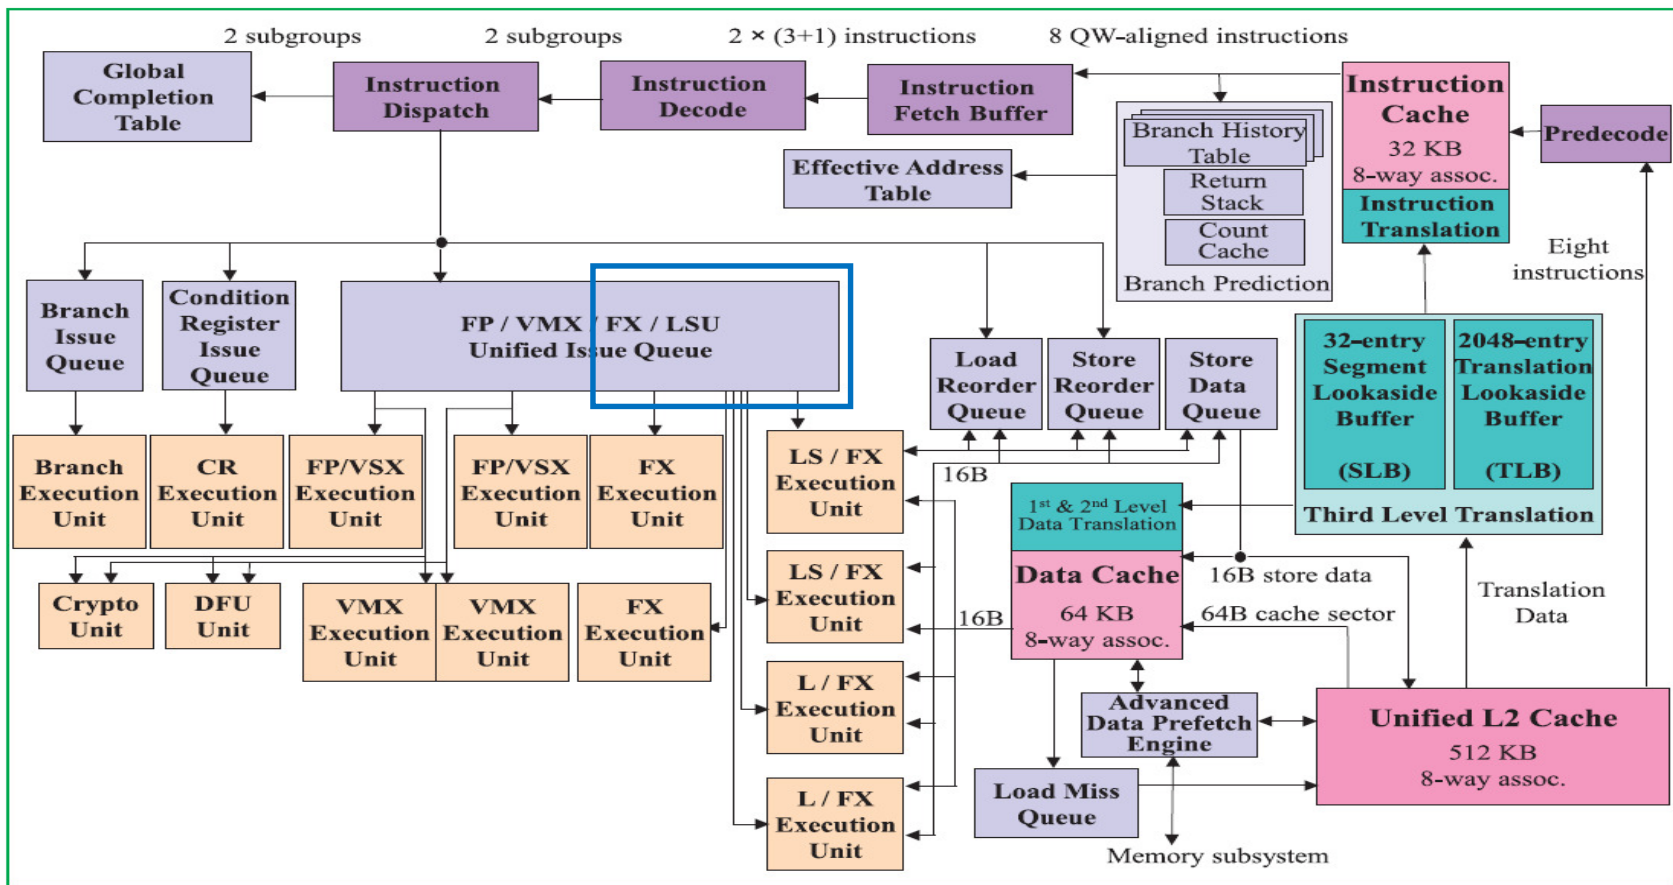 2 subgroups
2 subgroups
2 × (3+1) instructions
8 QW-aligned instructions
Global
Completion
Table
Instruction
Dispatch
Instruction
Decode
Instruction
Fetch Buffer
Branch History
Table
Return
Stack
Count
Cache
Branch Prediction
Effective Address
Table
Instruction
Cache
32 KB
8-way assoc.
Instruction
Translation
Predecode
Eight
instructions
Branch
Issue
Queue
Condition
Register
Issue
Queue
FP / VMX / FX / LSU
Unified Issue Queue
Load
Reorder
Queue
Store
Reorder
Queue
Store
Data
Queue
32-entry
Segment
Lookaside
Buffer
(SLB)
2048-entry
Translation
Lookaside
Buffer
(TLB)
Third Level Translation
Branch
Execution
Unit
CR
Execution
Unit
FP/VSX
Execution
Unit
FP/VSX
Execution
Unit
FX
Execution
Unit
LS / FX
Execution
Unit
16B
1st & 2nd Level
Data Translation
Data Cache
64 KB
8-way assoc.
16B store data
64B cache sector
Translation
Data
Crypto
Unit
DFU
Unit
VMX
Execution
Unit
VMX
Execution
Unit
FX
Execution
Unit
LS / FX
Execution
Unit
16B
L / FX
Execution
Unit
Advanced
Data Prefetch
Engine
Unified L2 Cache
512 KB
8-way assoc.
L / FX
Execution
Unit
Load Miss
Queue
Memory subsystem